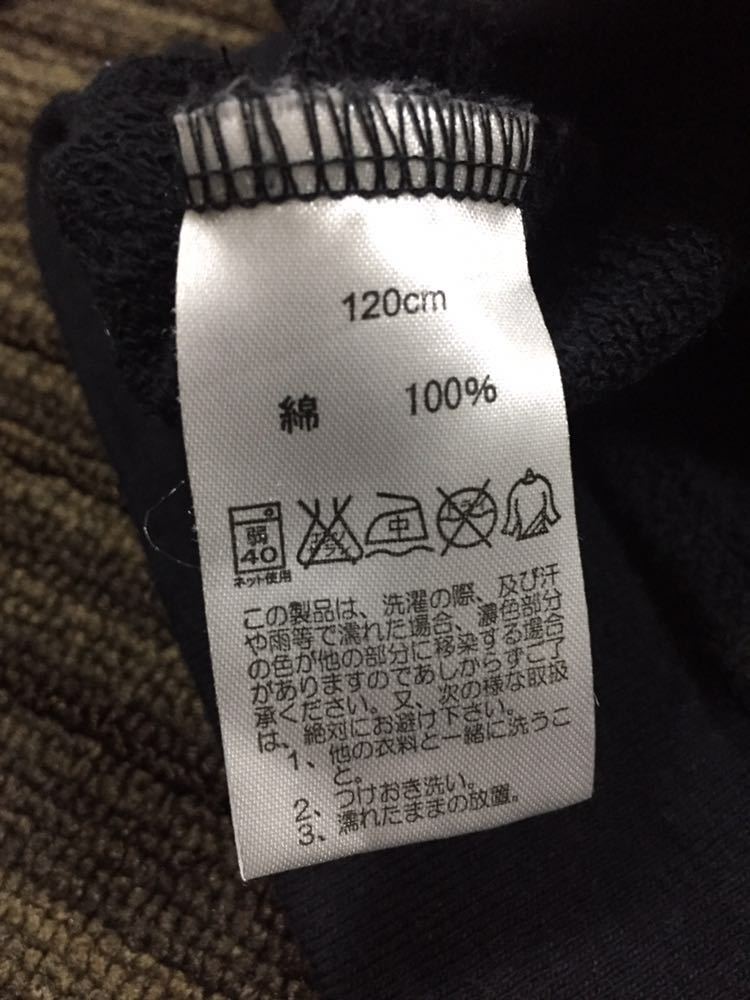 120cm
綿 100%
弱
40
中
ネット使用
この製品は、洗濯の際、及び汗
や雨等で濡れた場合、濃色部分
の色が他の部分に移染する場合
がありますのであしからずご了
承ください。又、次の様な取扱
は、絶対にお避け下さい。
1、他の衣料と一緒に洗うこ
と。
2、つけおき洗い。
3、濡れたままの放置。